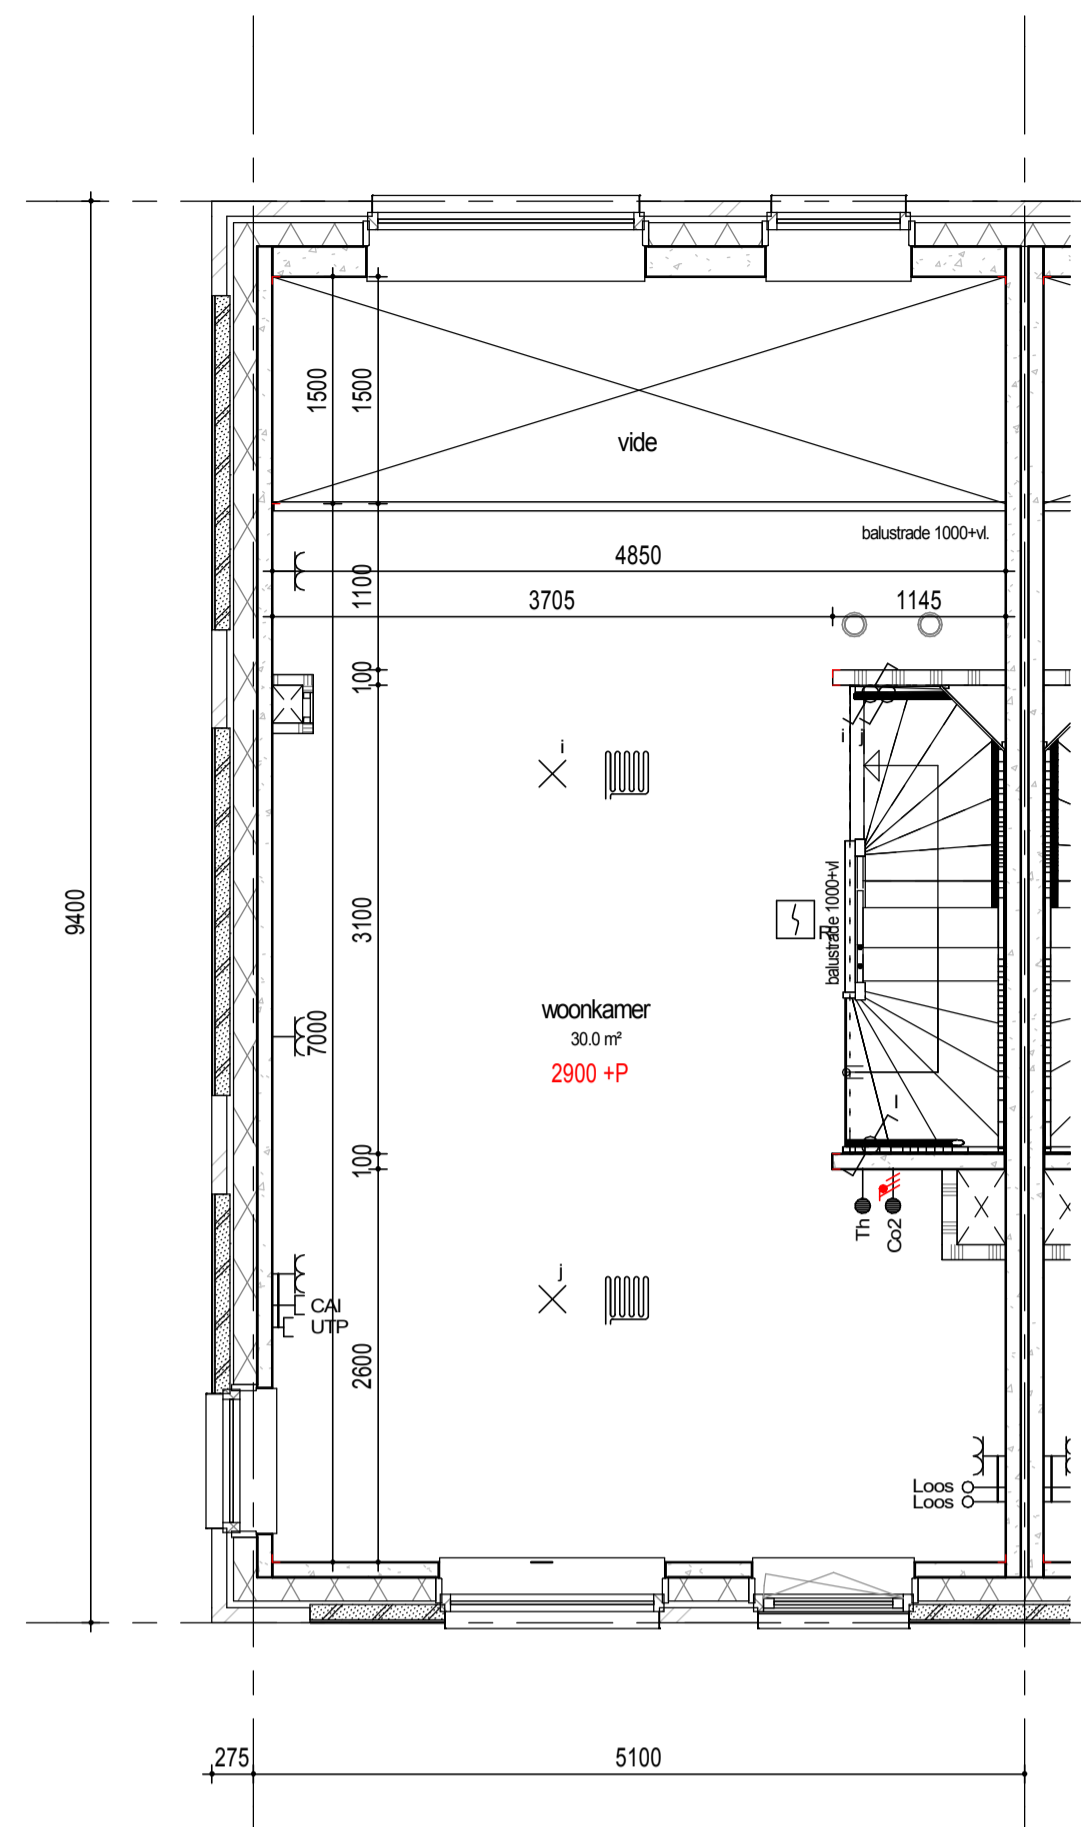 1500
1500
vide
balustrade 1000+vl.
4850
1100
3705
1145
100
i
i j
9400
3100
balustrade 1000+vl
R
woonkamer
30.0 m²
7000
2900 +P
l
100
Th
Co2
j
CAI
UTP
2600
Loos
Loos
275
5100